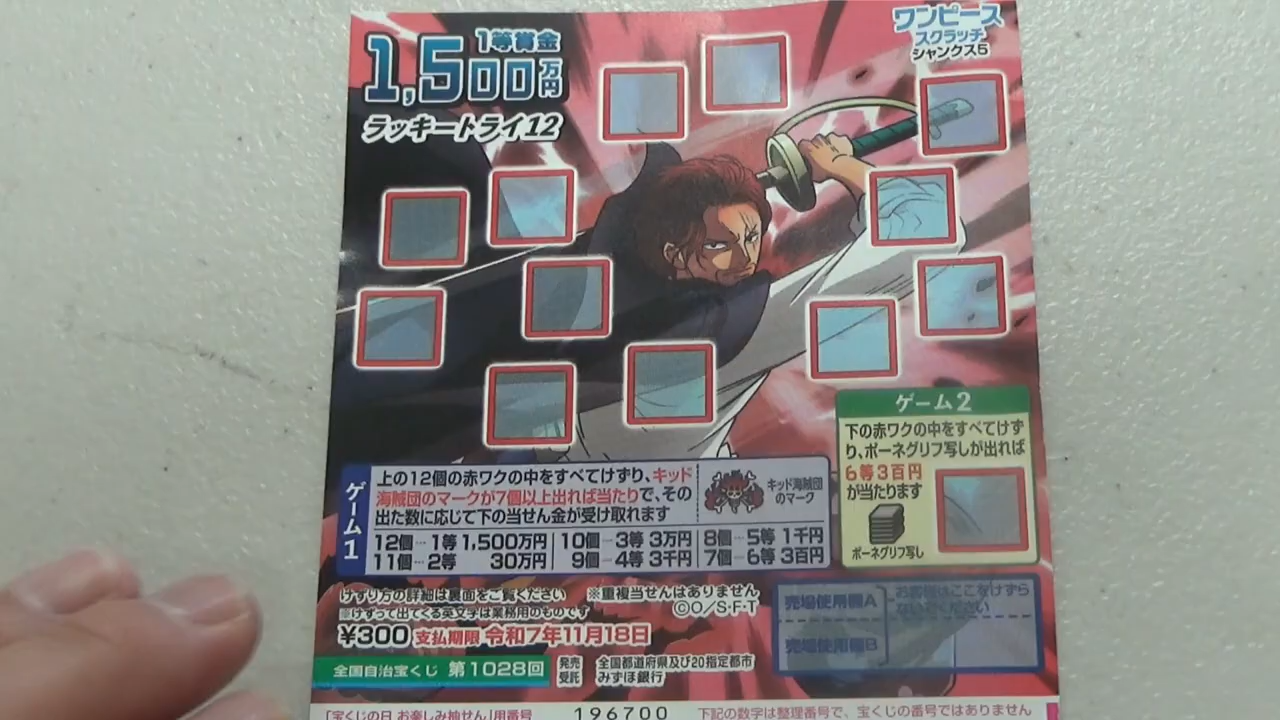 1等賞金
1,500万円
ラッキートライ12
ワンピース
スクラッチ
シャンクス5
ゲーム2
下の赤ワクの中をすべてけず
り、ポーネグリフ写しが出れば
6等3百円
が当たります
ポーネグリフ写し
ゲーム1
上の12個の赤ワクの中をすべてけずり、キッド
海賊団のマークが7個以上出れば当たりで、その
出た数に応じて下の当せん金が受け取れます
キッド海賊団
のマーク
12個…1等 1,500万円 10個…3等 3万円 8個…5等 1千円
11個…2等 30万円 9個…4等 3千円 7個…6等 3百円
けずり方の詳細は裏面をご覧ください ※重複当せんはありません
※けずって出てくる英文字は業務用のものです ©O/S・F・T
¥300 支払期限 令和7年11月18日
売場使用欄A
売場使用欄B
お客様はここをけずら
ないでください
全国自治宝くじ 第1028回
発売 全国都道府県及び20指定都市
受託 みずほ銀行
「宝くじの日 お楽しみ抽せん」用番号 196700 下記の数字は整理番号で、宝くじの番号ではありません